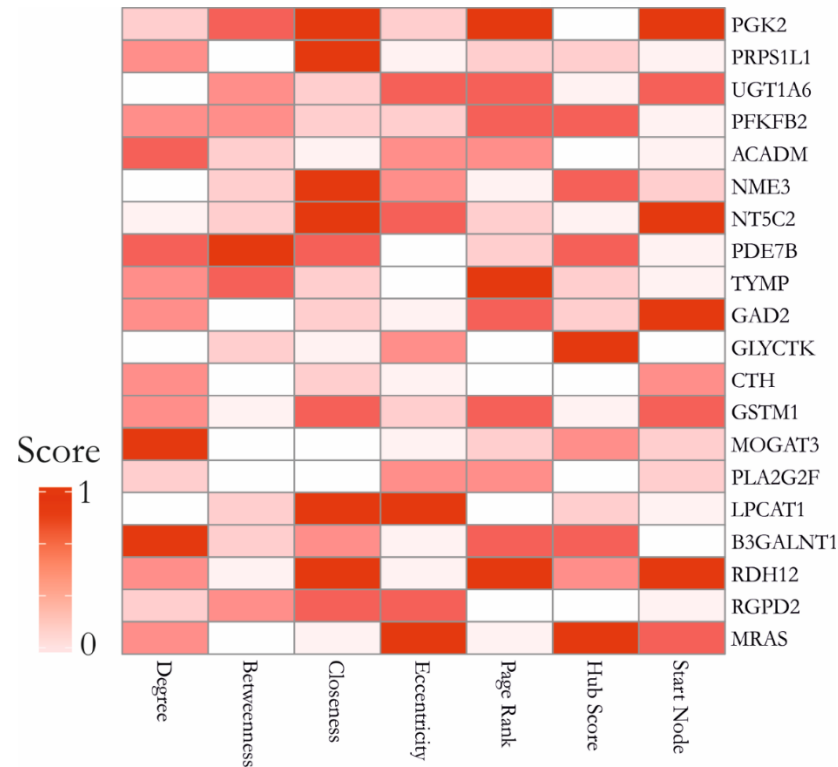 PGK2
PRPS1L1
UGT1A6
PFKFB2
ACADM
NME3
NT5C2
PDE7B
TYMP
GAD2
GLYCTK
CTH
GSTM1
MOGAT3
PLA2G2F
LPCAT1
B3GALNT1
RDH12
RGPD2
MRAS
Score
1
0
Degree
Betweenness
Closeness
Eccentricity
Page Rank
Hub Score
Start Node